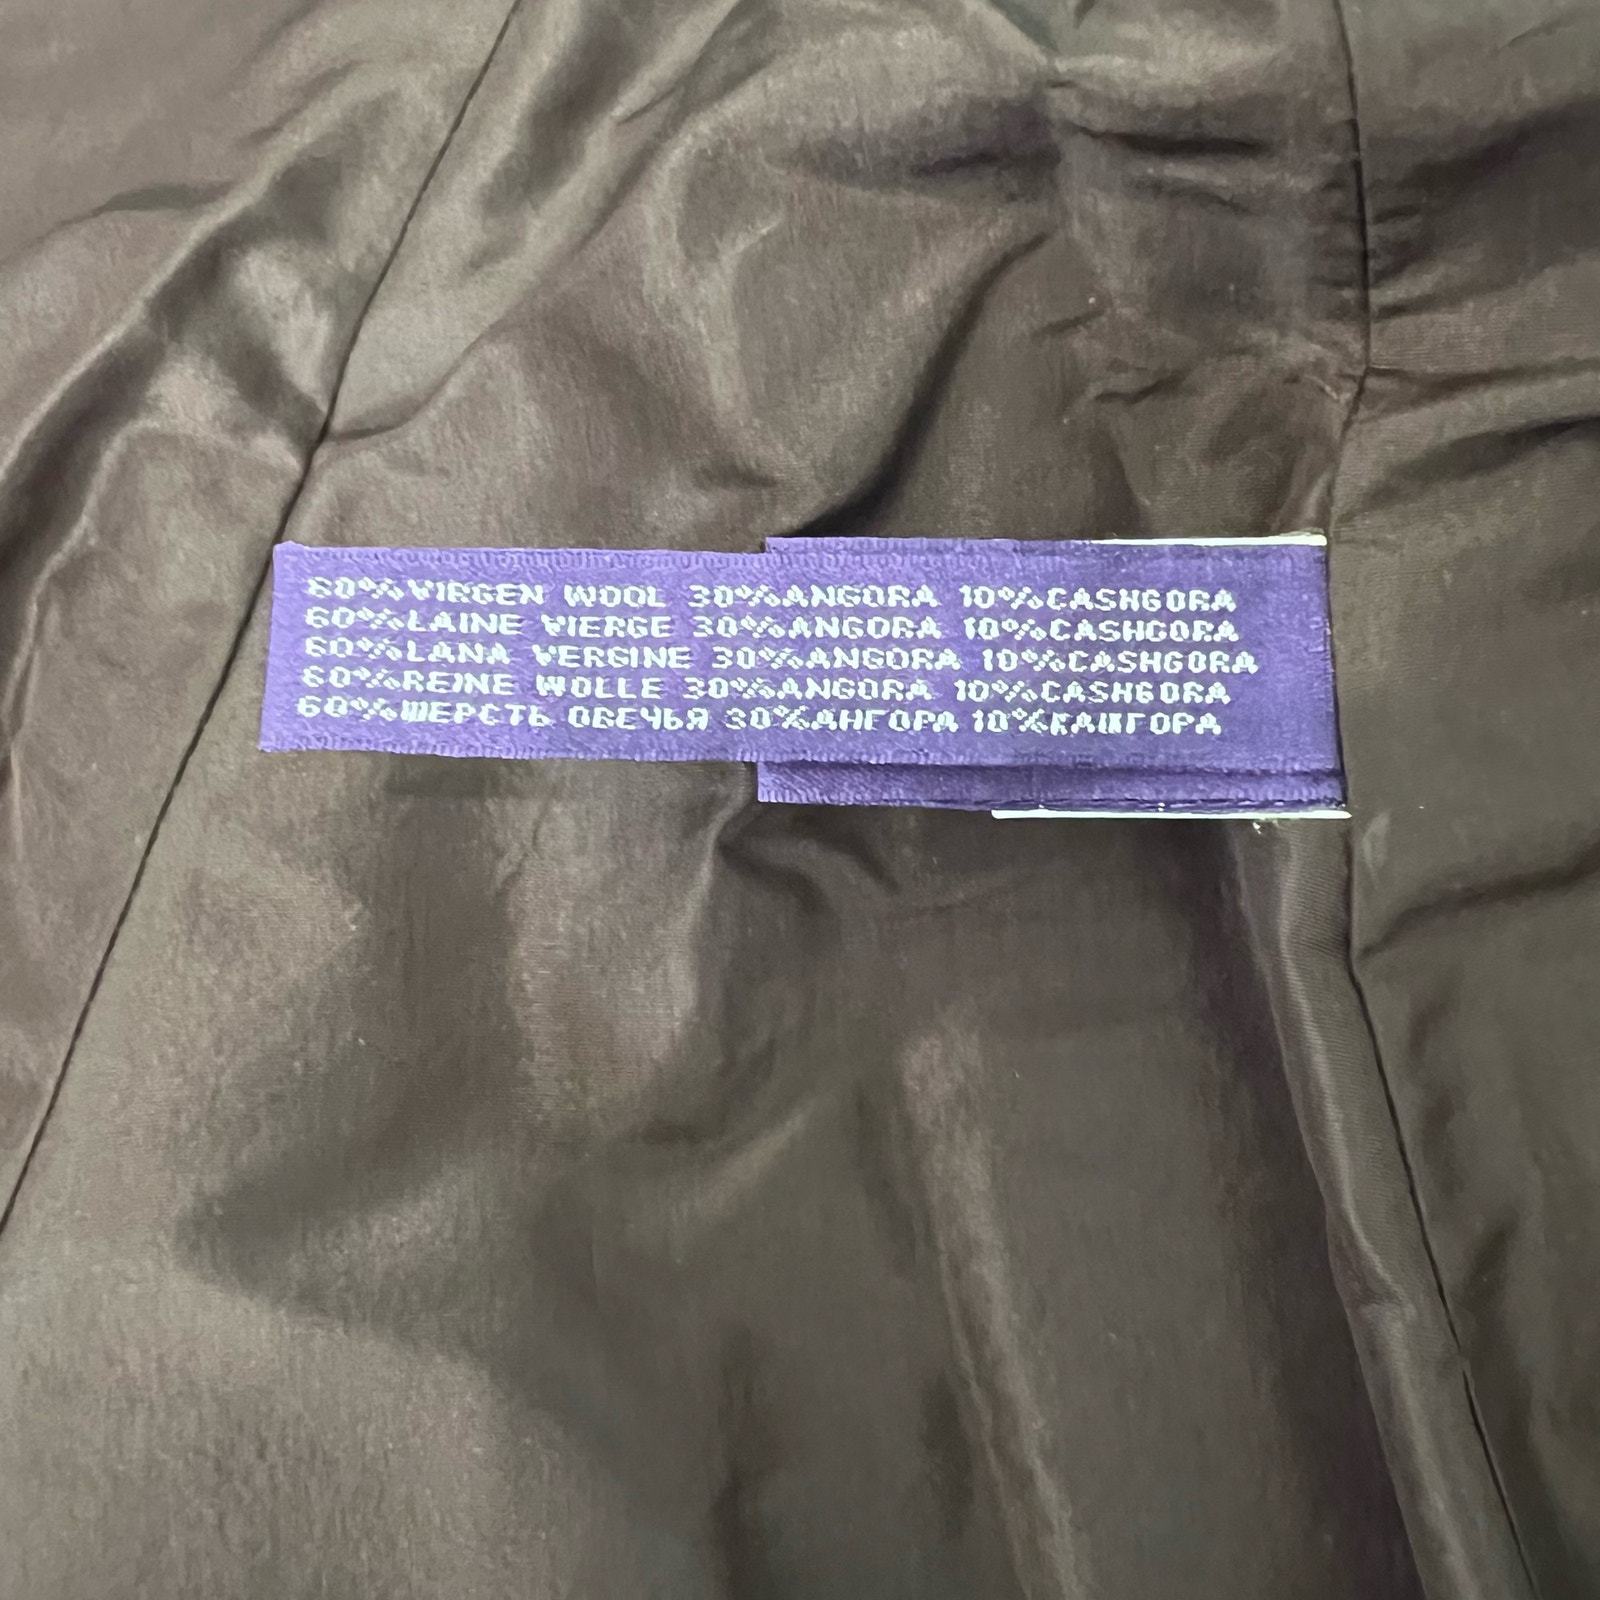 60%VIRGEN WOOL 30%ANGORA 10%CASHGORA
60%LAINE VIERGE 30%ANGORA 10%CASHGORA
60%LANA VERGINE 30%ANGORA 10%CASHGORA
60%REINE WOLLE 30%ANGORA 10%CASHGORA
60%ШЕРСТЬ ОВЕЧЬЯ 30%АНГОРА 10%КАШГОРА